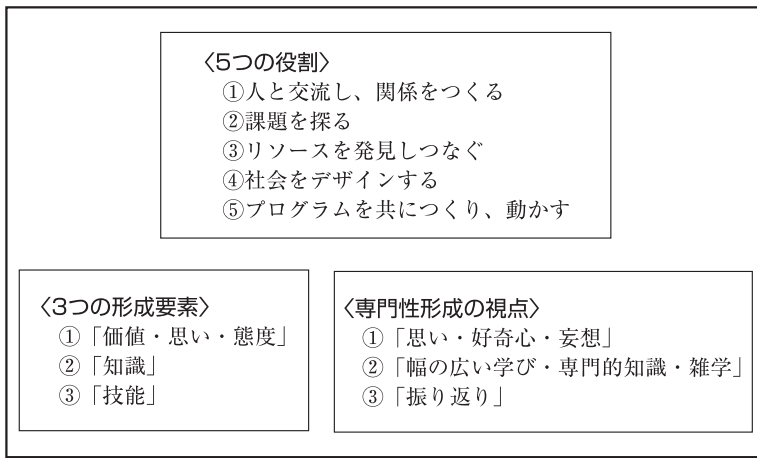 〈5つの役割〉
①人と交流し、関係をつくる
②課題を探る
③リソースを発見しつなぐ
④社会をデザインする
⑤プログラムを共につくり、動かす
〈3つの形成要素〉
①「価値・思い・態度」
②「知識」
③「技能」
〈専門性形成の視点〉
①「思い・好奇心・妄想」
②「幅の広い学び・専門的知識・雑学」
③「振り返り」